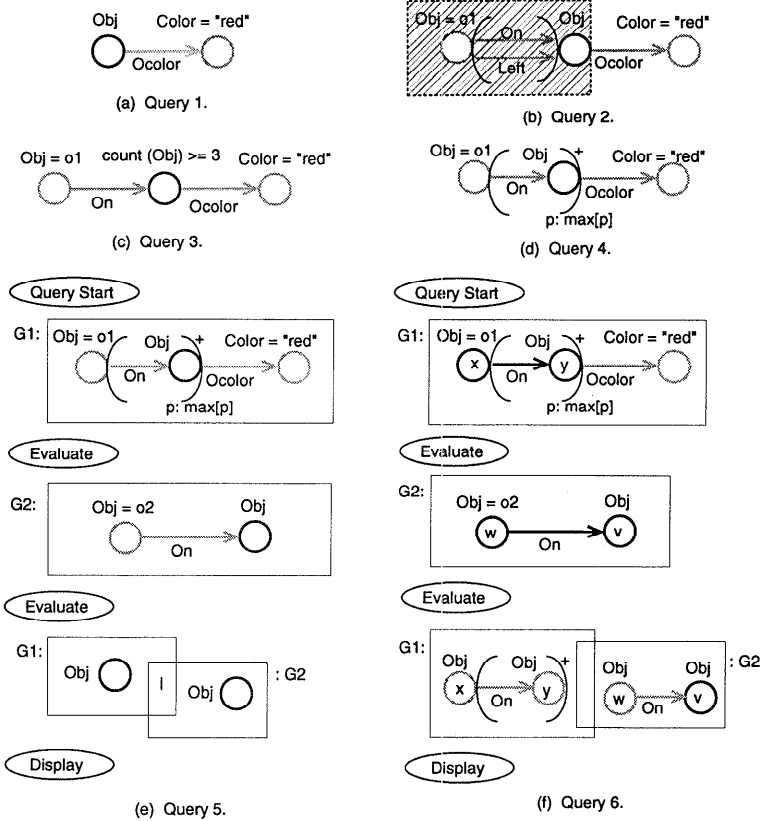 Obj Color = "red"
Ocolor
(a) Query 1.
Obj = o1 Obj Color = "red"
On
Left Ocolor
(b) Query 2.
Obj = o1 count (Obj) >= 3 Color = "red"
On Ocolor
(c) Query 3.
Obj = o1 Obj + Color = "red"
On Ocolor
p: max[p]
(d) Query 4.
Query Start
G1: Obj = o1 Obj + Color = "red"
On Ocolor
p: max[p]
Evaluate
G2: Obj = o2 Obj
On
Evaluate
G1: Obj I Obj : G2
Display
(e) Query 5.
Query Start
G1: Obj = o1 Obj + Color = "red"
x y
On Ocolor
p: max[p]
Evaluate
G2: Obj = o2 Obj
w v
On
Evaluate
G1: Obj Obj + Obj Obj : G2
x y w v
On On
Display
(f) Query 6.